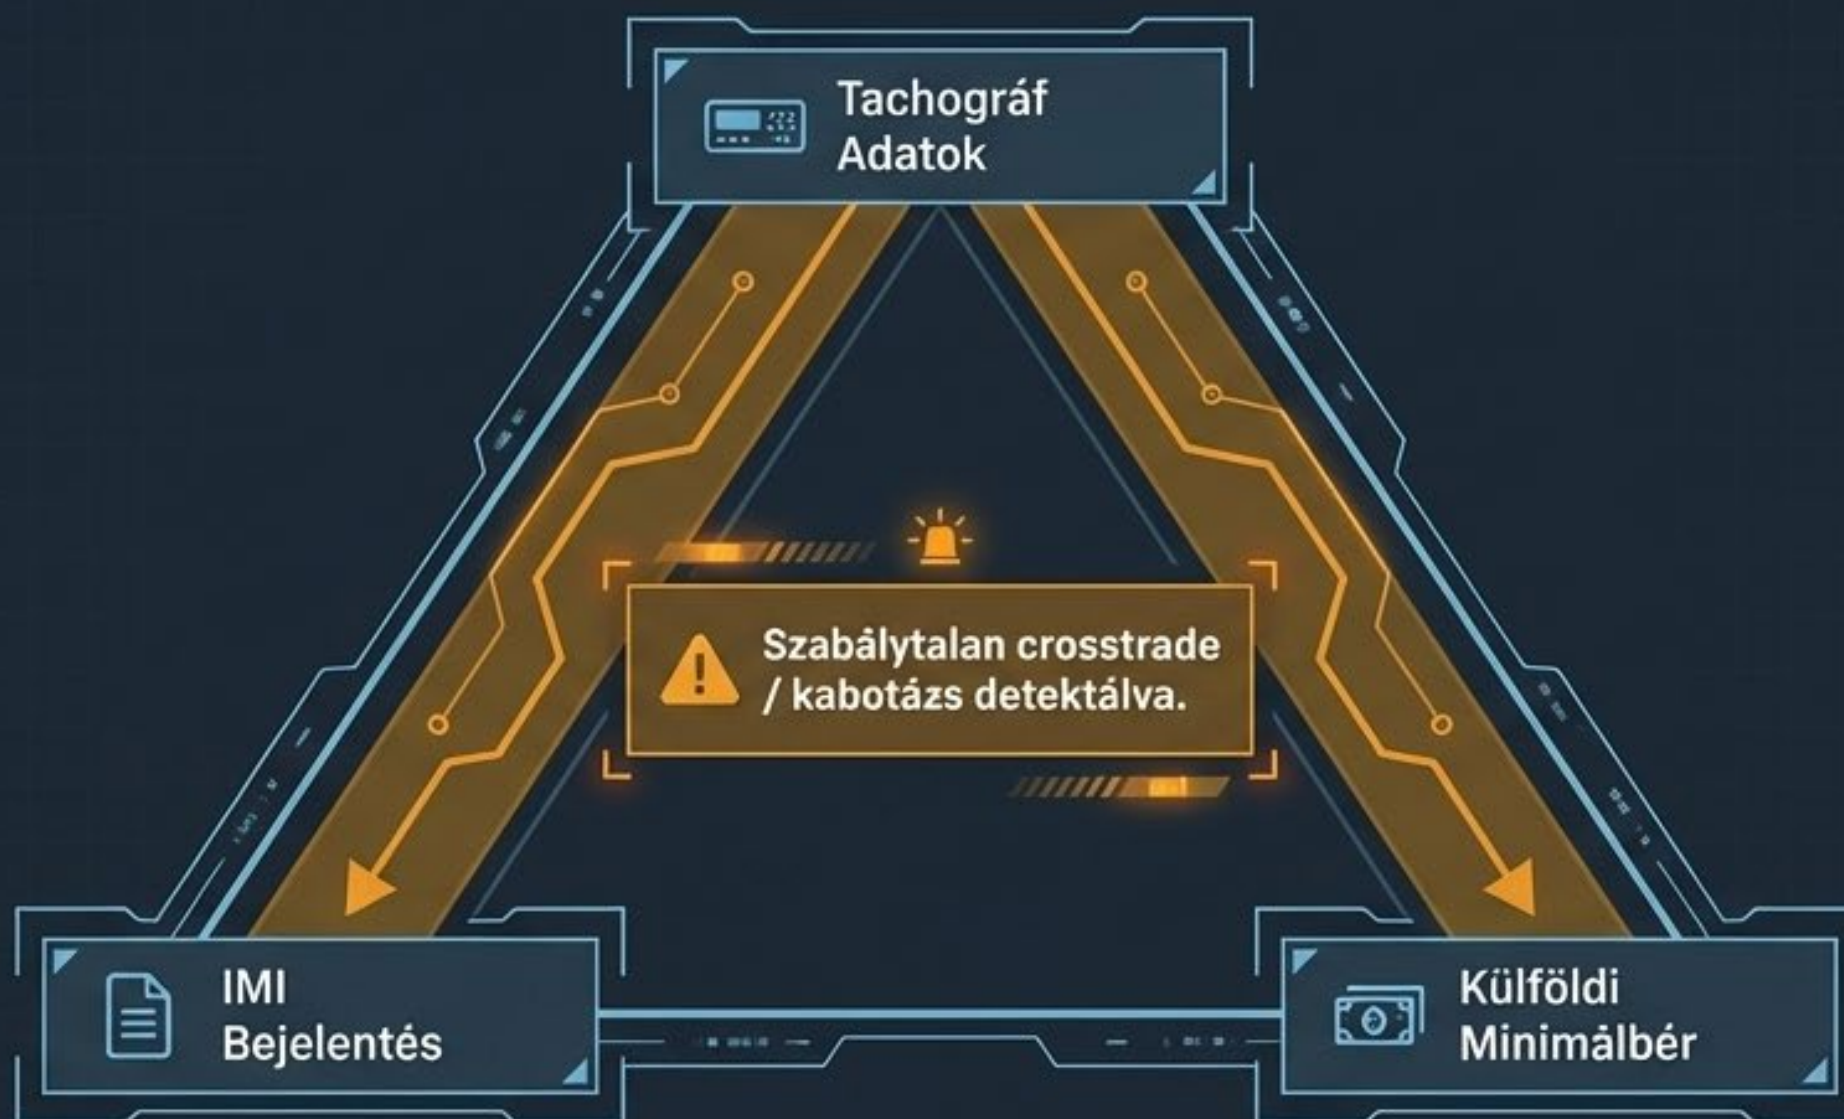 Tachográf
Adatok
Szabálytalan crosstrade
/ kabotázs detektálva.
IMI
Bejelentés
Külföldi
Minimálbér